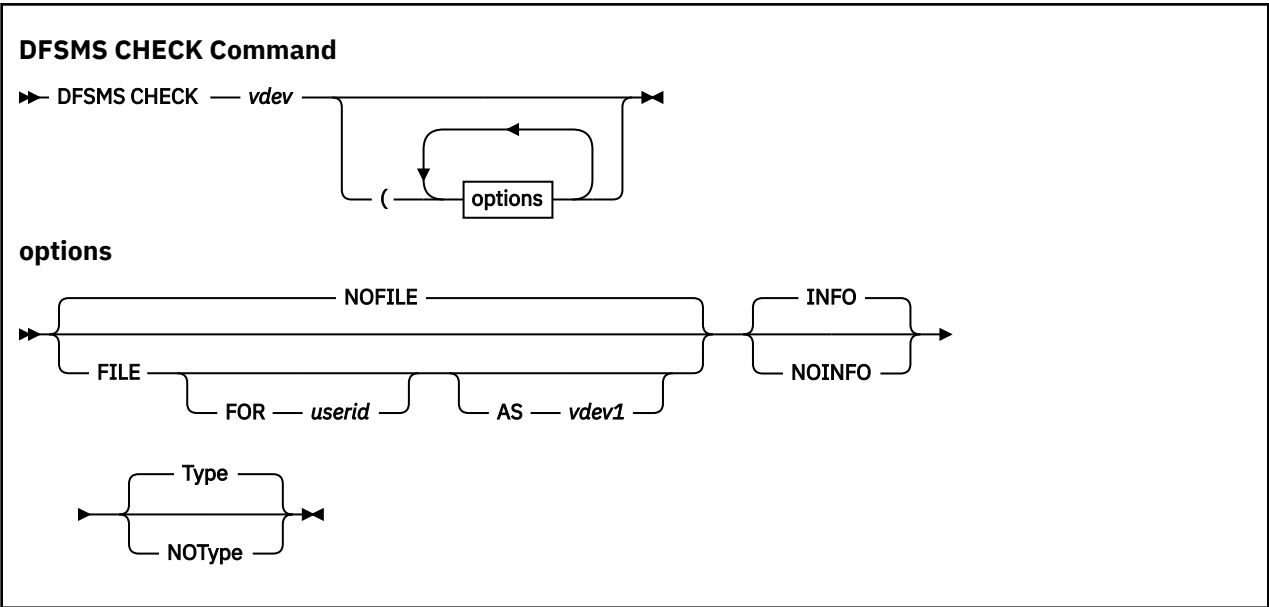 DFSMS CHECK Command
DFSMS CHECK vdev
( options
options
NOFILE INFO
FILE NOINFO
FOR userid AS vdev1
Type
NOType